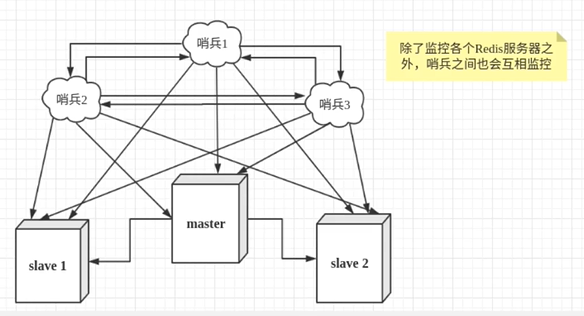 哨兵1
除了监控各个Redis服务器之
外，哨兵之间也会互相监控
哨兵2
哨兵3
master
slave 1
slave 2